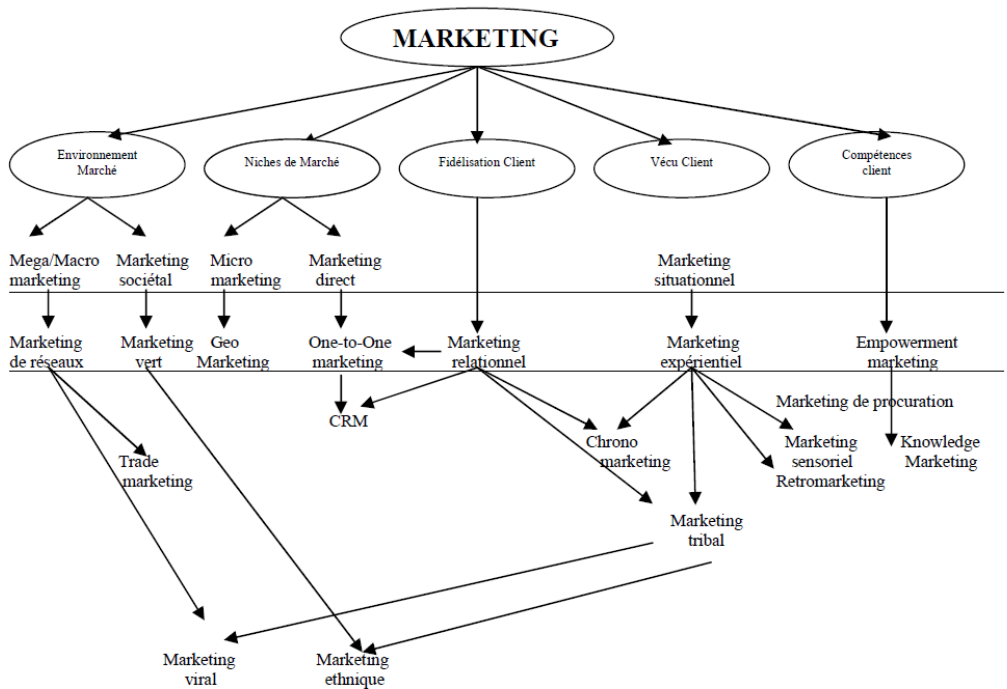 MARKETING
Environnement
Marché
Niches de Marché
Fidélisation Client
Vécu Client
Compétences
client
Mega/Macro
marketing
Marketing
sociétal
Micro
marketing
Marketing
direct
Marketing
situationnel
Marketing
de réseaux
Marketing
vert
Geo
Marketing
One-to-One
marketing
Marketing
relationnel
Marketing
expérientiel
Empowerment
marketing
CRM
Marketing de procuration
Trade
marketing
Chrono
marketing
Marketing
sensoriel
Retromarketing
Knowledge
Marketing
Marketing
tribal
Marketing
viral
Marketing
ethnique